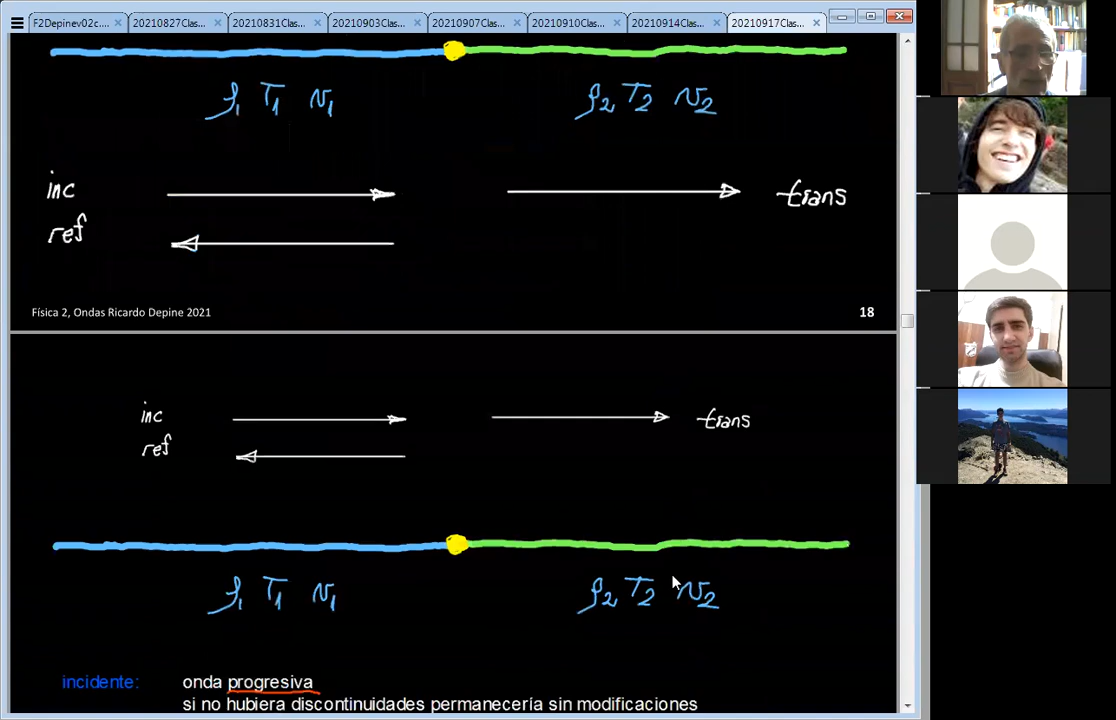 F2Depinev02c.... 20210827Clas... 20210831Clas... 20210903Clas... 20210907Clas... 20210910Clas... 20210914Clas... 20210917Clas...
ρ1 T1 v1 ρ2 T2 v2
inc trans
ref
Física 2, Ondas Ricardo Depine 2021 18
inc trans
ref
ρ1 T1 v1 ρ2 T2 v2
incidente: onda progresiva
si no hubiera discontinuidades permanecería sin modificaciones